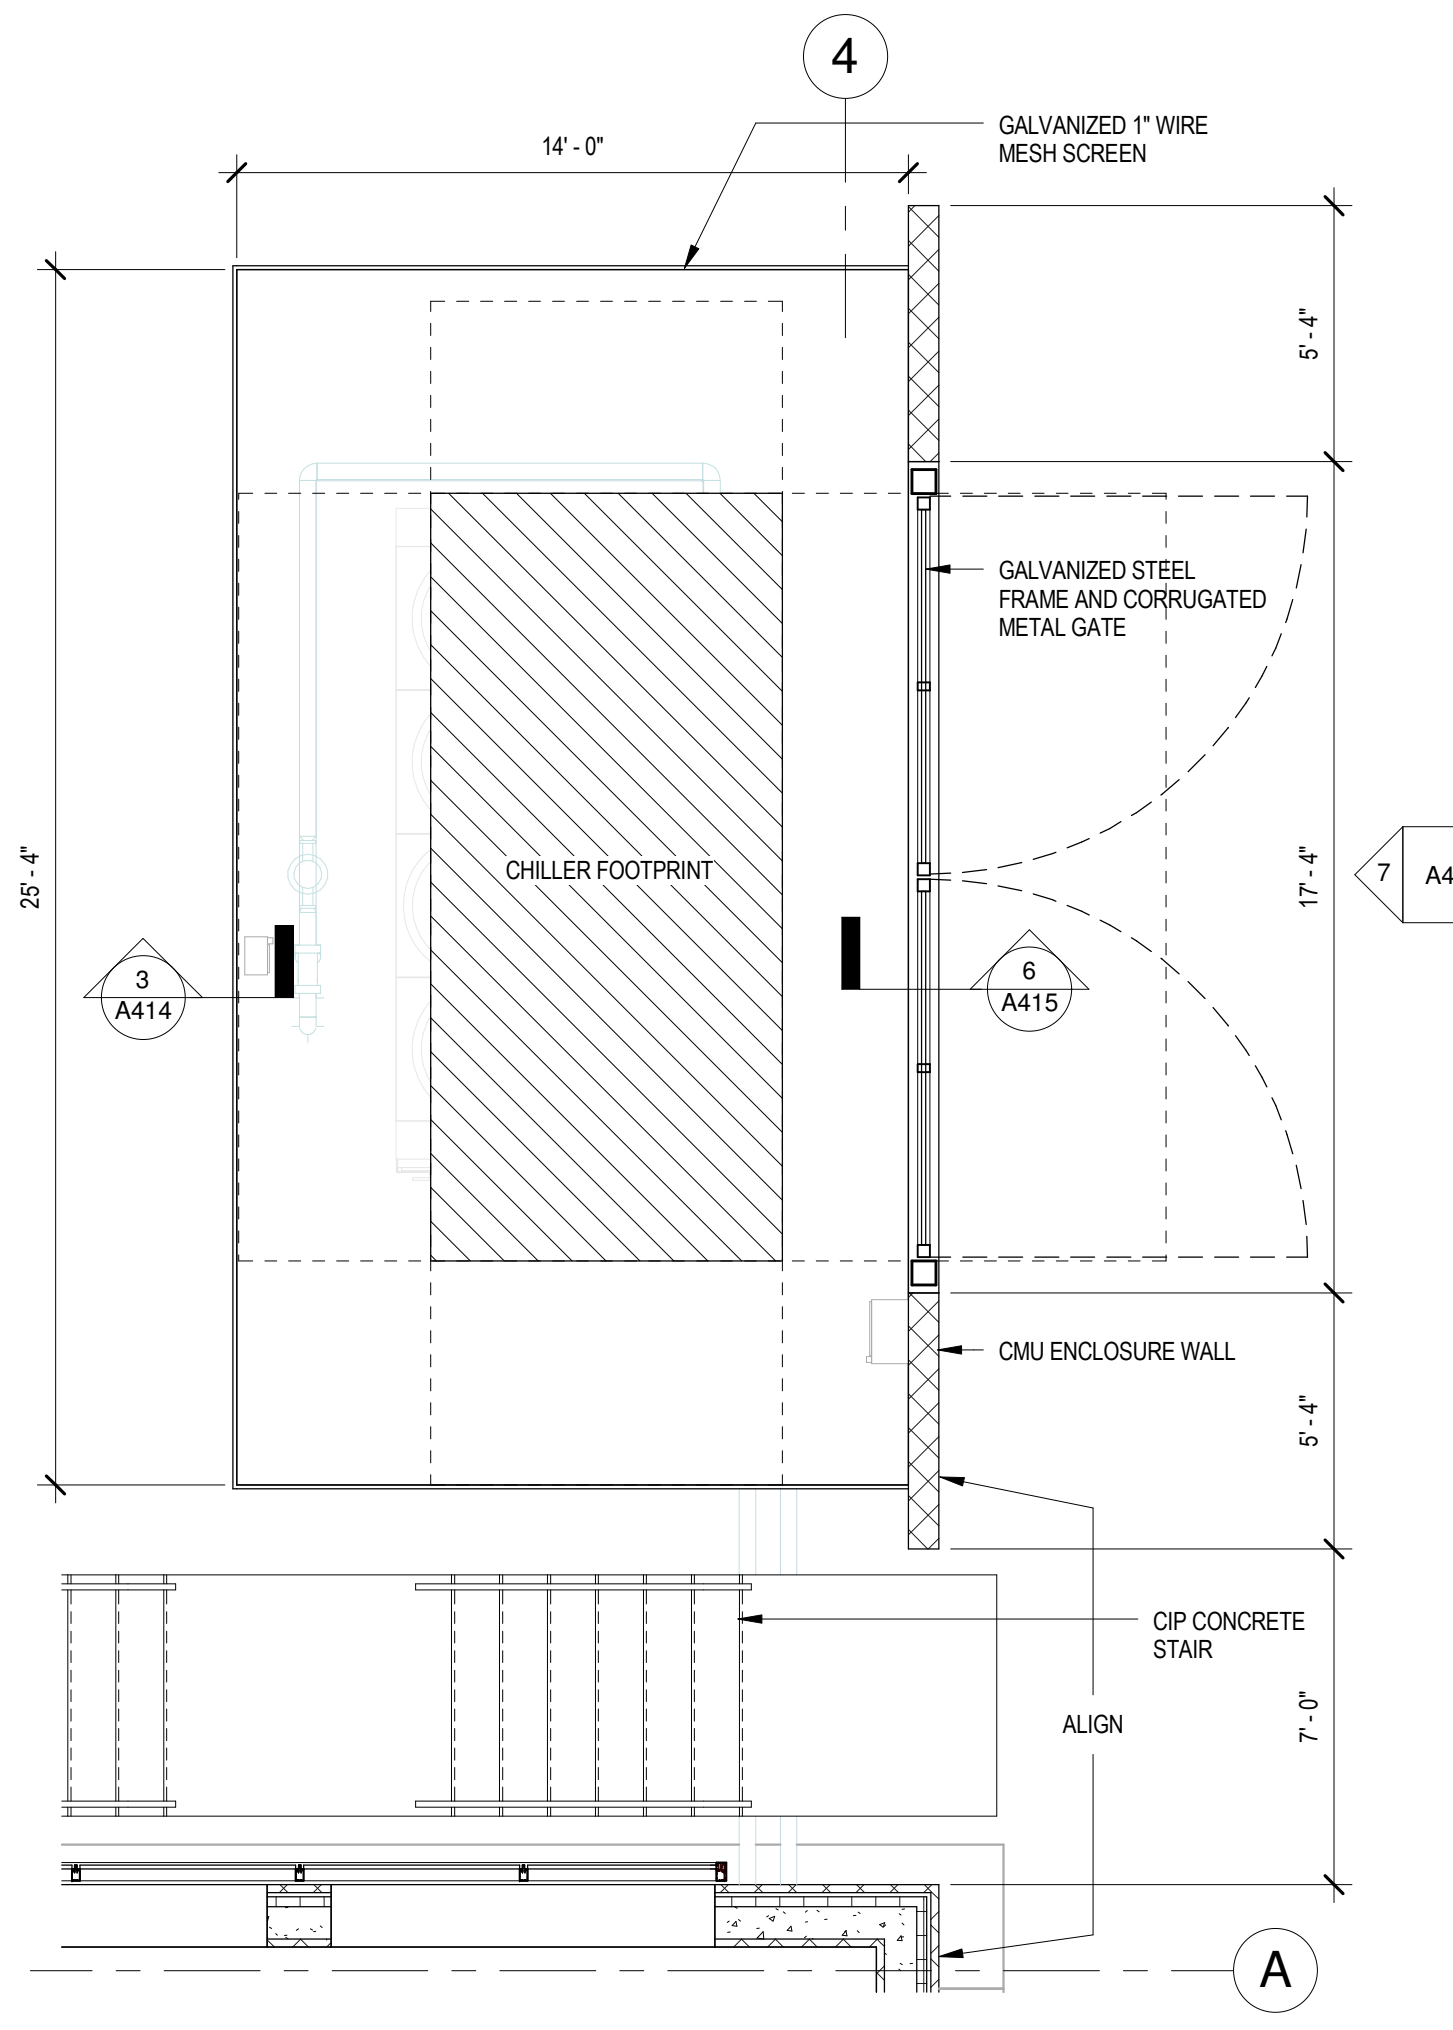 4
GALVANIZED 1" WIRE
MESH SCREEN
14' - 0"
5' - 4"
GALVANIZED STEEL
FRAME AND CORRUGATED
METAL GATE
25' - 4"
CHILLER FOOTPRINT
17' - 4"
7
A4
3
A414
6
A415
CMU ENCLOSURE WALL
5' - 4"
CIP CONCRETE
STAIR
ALIGN
7' - 0"
A